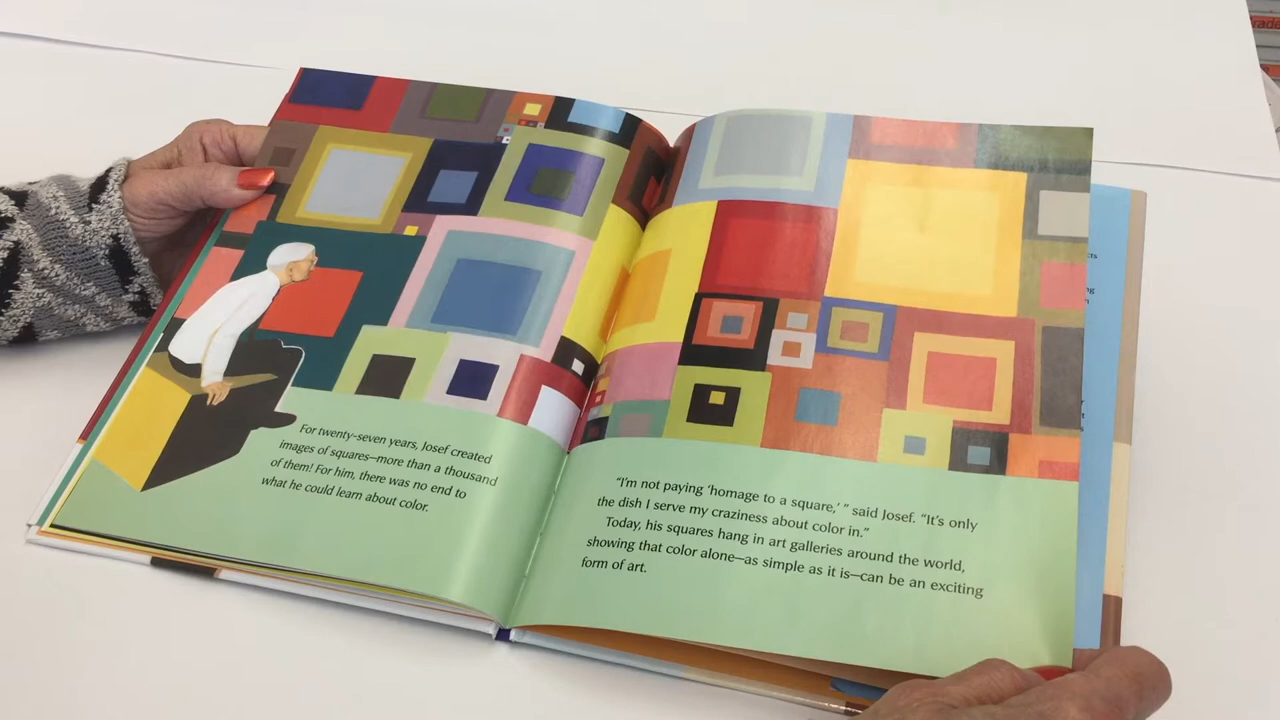 For twenty-seven years, Josef created
images of squares—more than a thousand
of them! For him, there was no end to
what he could learn about color.
"I'm not paying 'homage to a square,' " said Josef. "It's only
the dish I serve my craziness about color in."
Today, his squares hang in art galleries around the world,
showing that color alone—as simple as it is—can be an exciting
form of art.